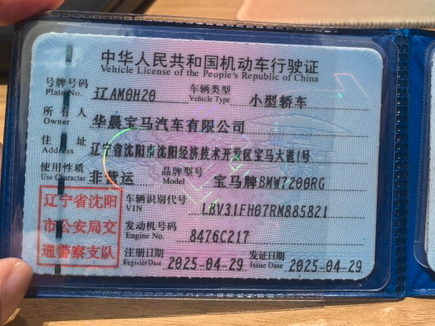 中华人民共和国机动车行驶证
Vehicle License of the People's Republic of China
号牌号码 辽AM0H20 车辆类型 小型轿车
Plate No. Vehicle Type
所有人 华晨宝马汽车有限公司
Owner
住址 辽宁省沈阳市沈阳经济技术开发区宝马大道1号
Address
使用性质 非营运 品牌型号 宝马牌BMW7200RG
Use Character Model
车辆识别代号 LBV31FH07RM885821
VIN
发动机号码 8476C217
Engine No.
注册日期 2025-04-29 发证日期 2025-04-29
Register Date Issue Date
辽宁省沈阳
市公安局交
通警察支队